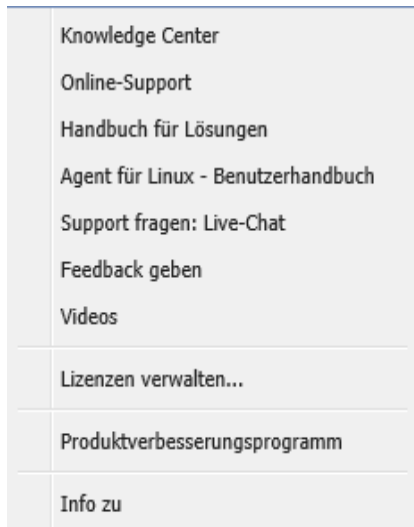 Knowledge Center
Online-Support
Handbuch für Lösungen
Agent für Linux - Benutzerhandbuch
Support fragen: Live-Chat
Feedback geben
Videos
Lizenzen verwalten...
Produktverbesserungsprogramm
Info zu